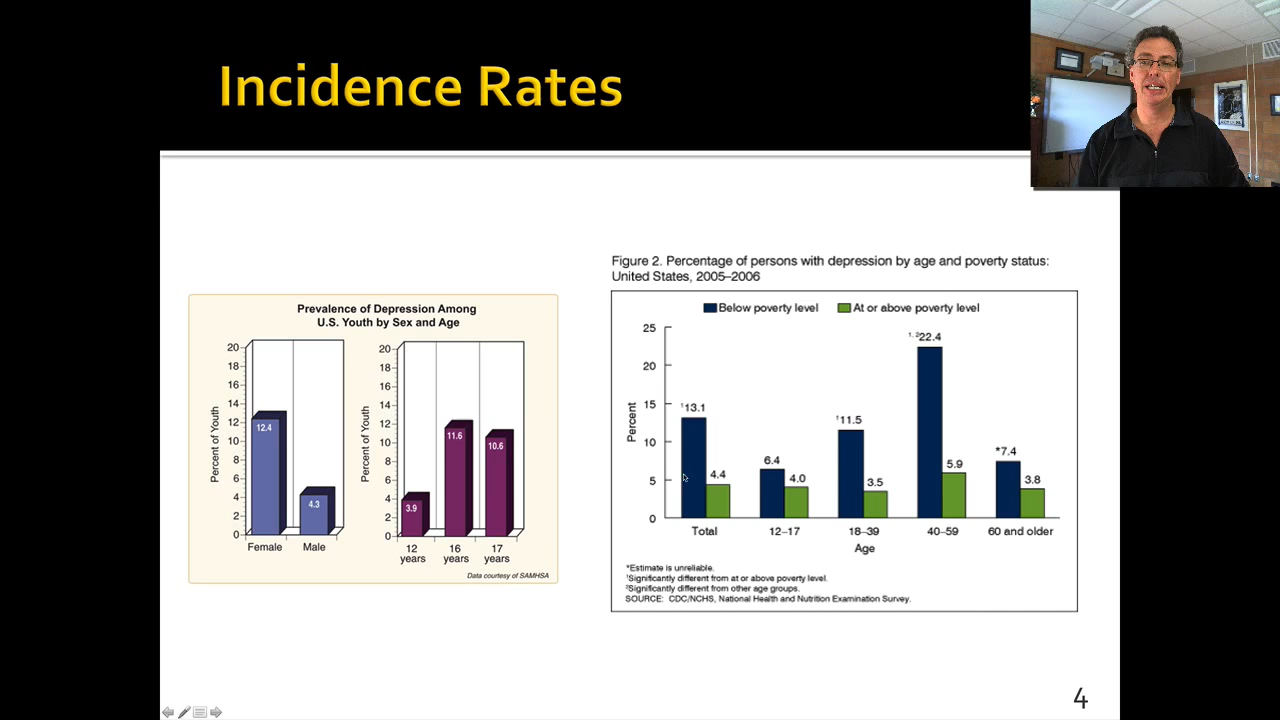 Incidence Rates
Prevalence of Depression Among
U.S. Youth by Sex and Age
Percent of Youth
20
18
16
14
12
10
8
6
4
2
0
12.4
4.3
Female
Male
Percent of Youth
20
18
16
14
12
10
8
6
4
2
0
3.9
11.6
10.6
12 years
16 years
17 years
Data courtesy of SAMHSA
Figure 2. Percentage of persons with depression by age and poverty status:
United States, 2005–2006
Below poverty level
At or above poverty level
Percent
25
20
15
10
5
0
¹13.1
4.4
6.4
4.0
¹11.5
3.5
¹˒²22.4
5.9
*7.4
3.8
Total
12–17
18–39
40–59
60 and older
Age
*Estimate is unreliable.
¹Significantly different from at or above poverty level.
²Significantly different from other age groups.
SOURCE: CDC/NCHS, National Health and Nutrition Examination Survey.
4